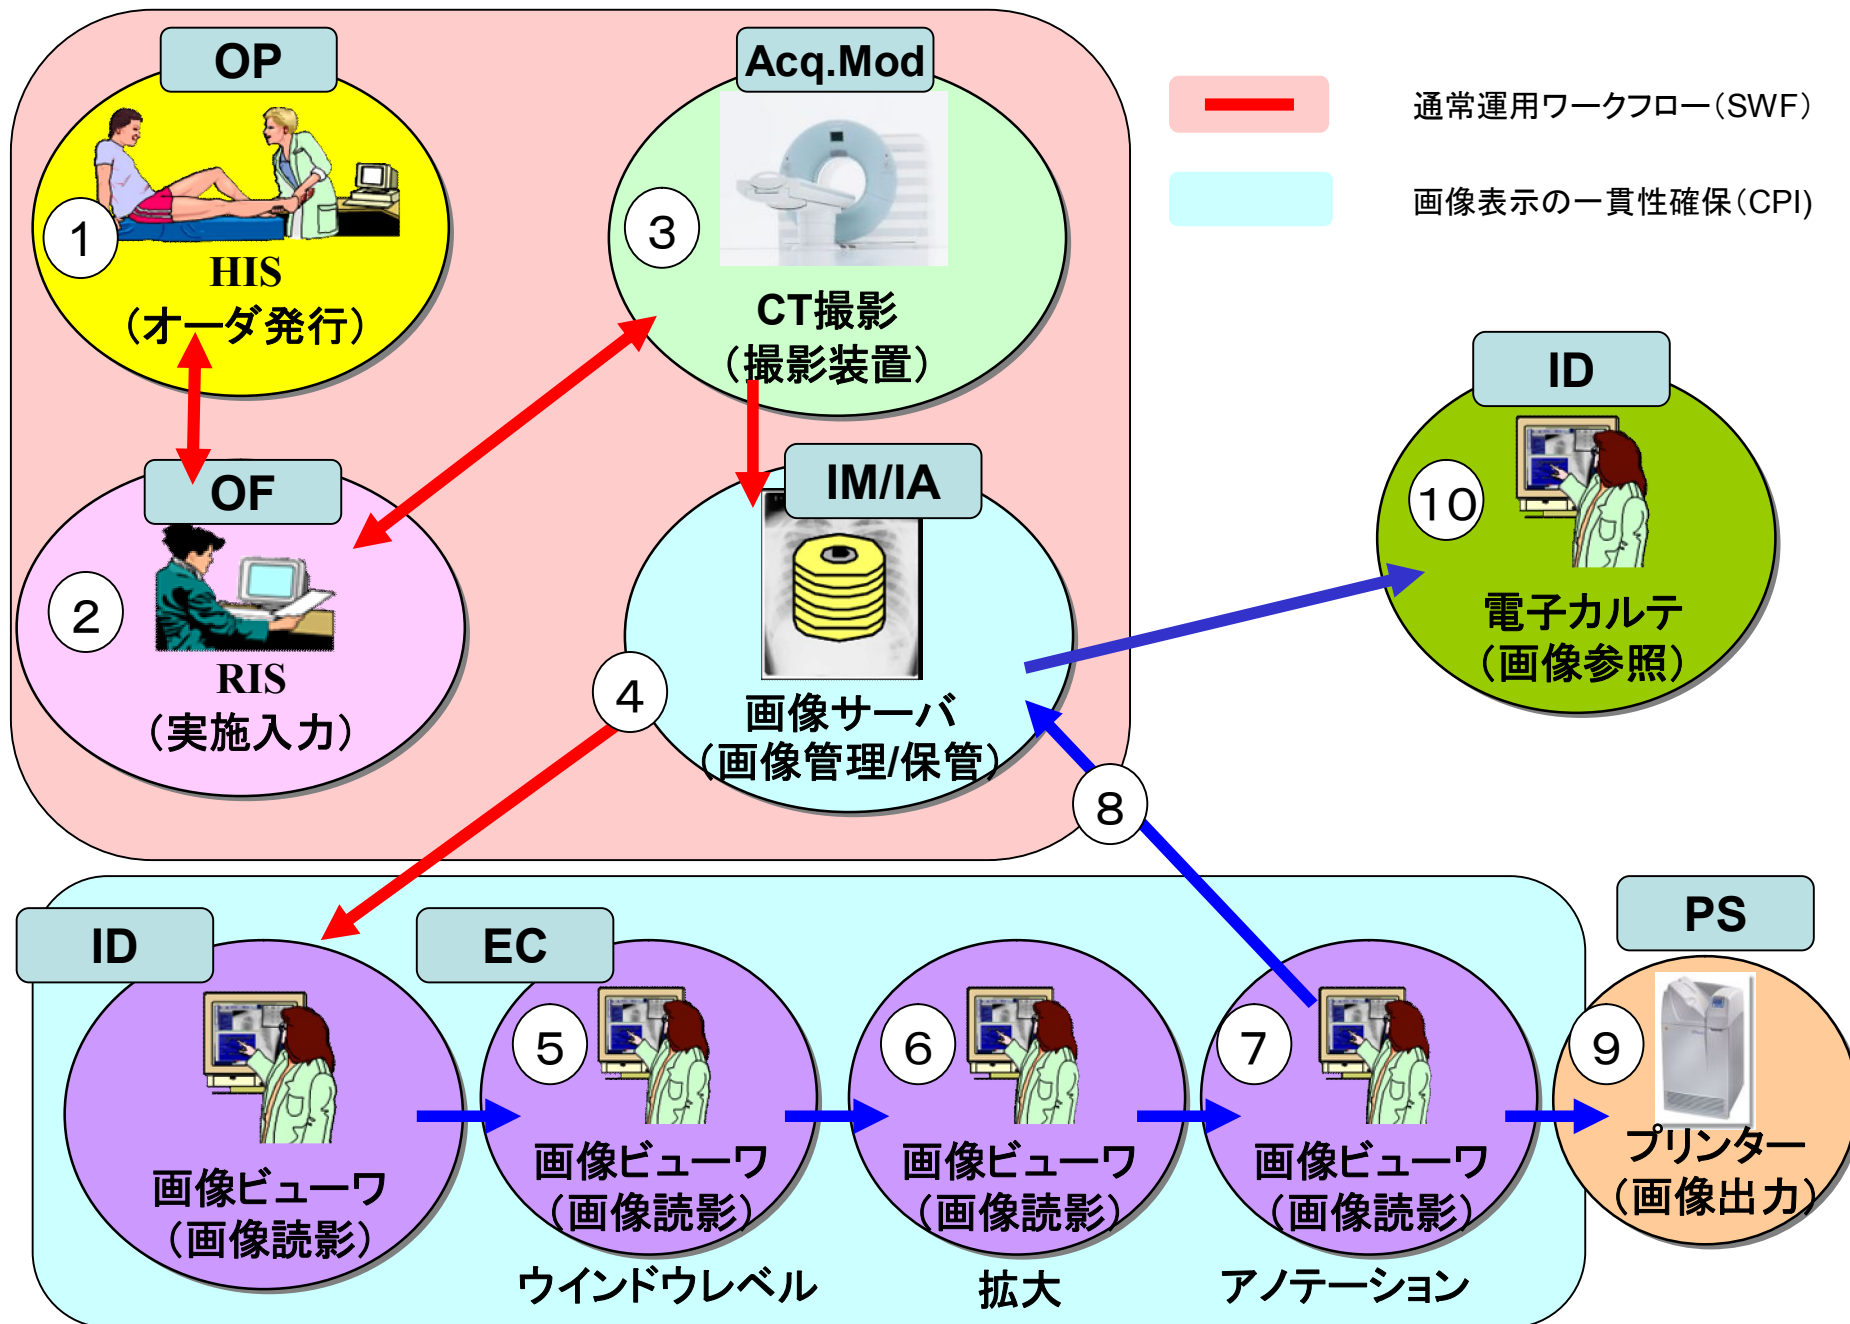 OP
1
HIS
（オーダ発行）
Acq.Mod
3
CT撮影
（撮影装置）
通常運用ワークフロー（SWF）
画像表示の一貫性確保（CPI）
OF
2
RIS
（実施入力）
IM/IA
4
画像サーバ
（画像管理/保管）
ID
10
電子カルテ
（画像参照）
8
ID
画像ビューワ
（画像読影）
EC
5
画像ビューワ
（画像読影）
ウインドウレベル
6
画像ビューワ
（画像読影）
拡大
7
画像ビューワ
（画像読影）
アノテーション
PS
9
プリンター
（画像出力）